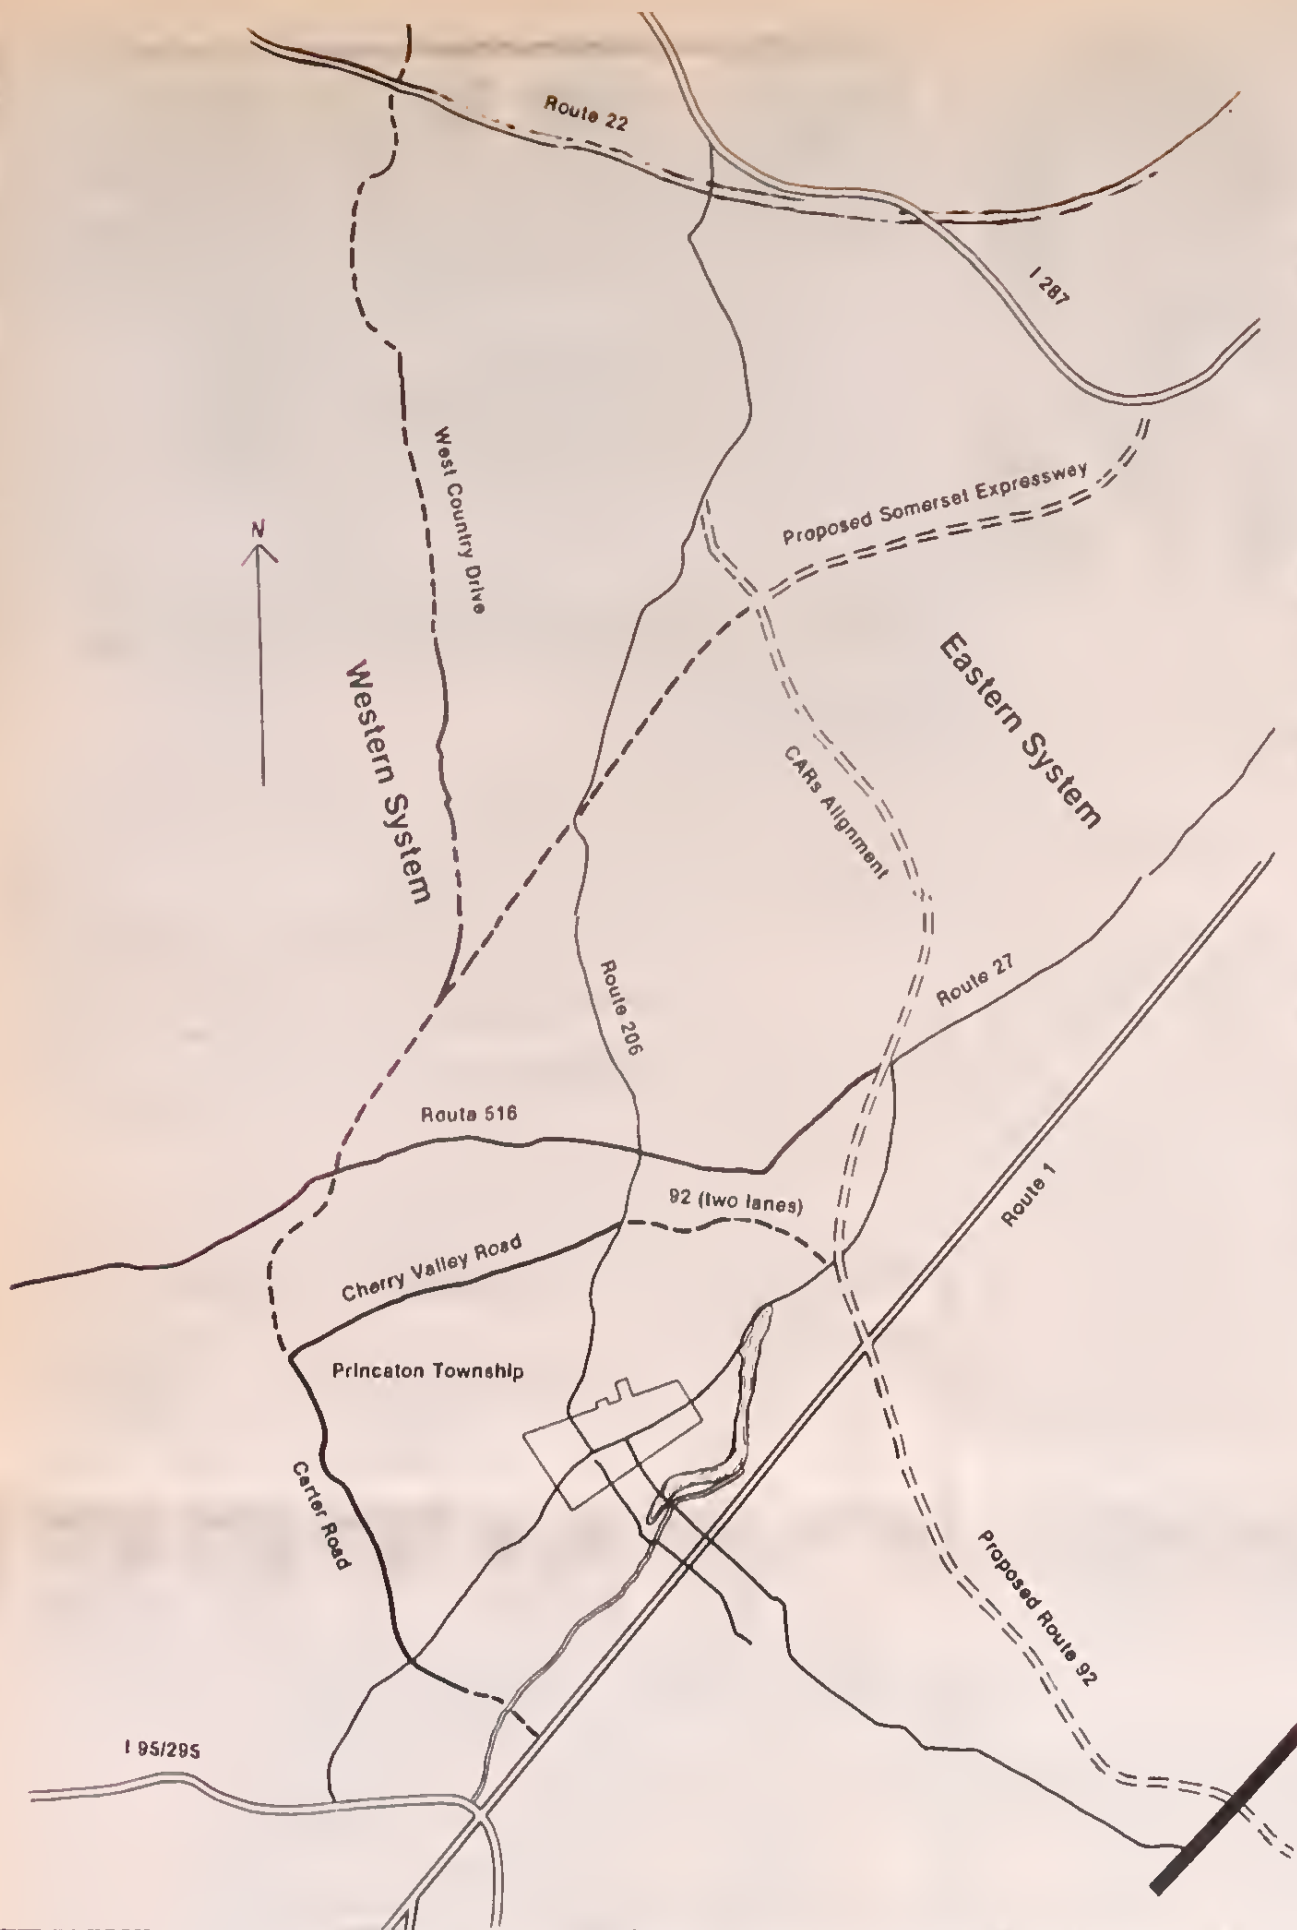 Route 22
I 287
West Country Drive
Proposed Somerset Expressway
N
Eastern System
Western System
CARs Alignment
Route 27
Route 206
Route 516
Route 1
92 (two lanes)
Cherry Valley Road
Princeton Township
Carter Road
Proposed Route 92
I 95/295